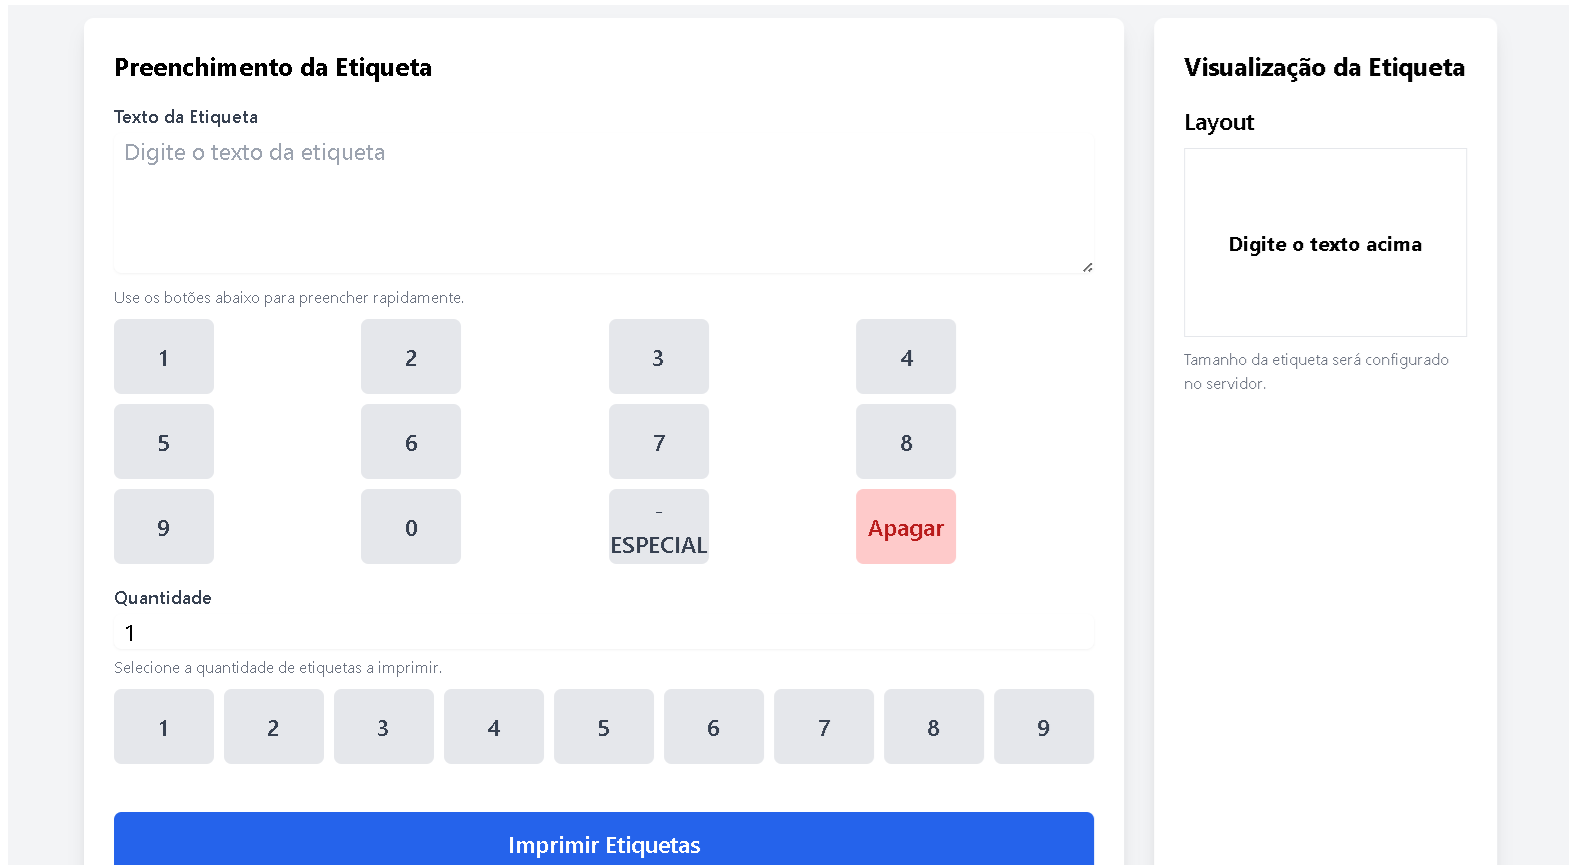 Preenchimento da Etiqueta
Texto da Etiqueta
Digite o texto da etiqueta
Use os botões abaixo para preencher rapidamente.
1
2
3
4
5
6
7
8
9
0
-
ESPECIAL
Apagar
Quantidade
1
Selecione a quantidade de etiquetas a imprimir.
1
2
3
4
5
6
7
8
9
Imprimir Etiquetas
Visualização da Etiqueta
Layout
Digite o texto acima
Tamanho da etiqueta será configurado
no servidor.